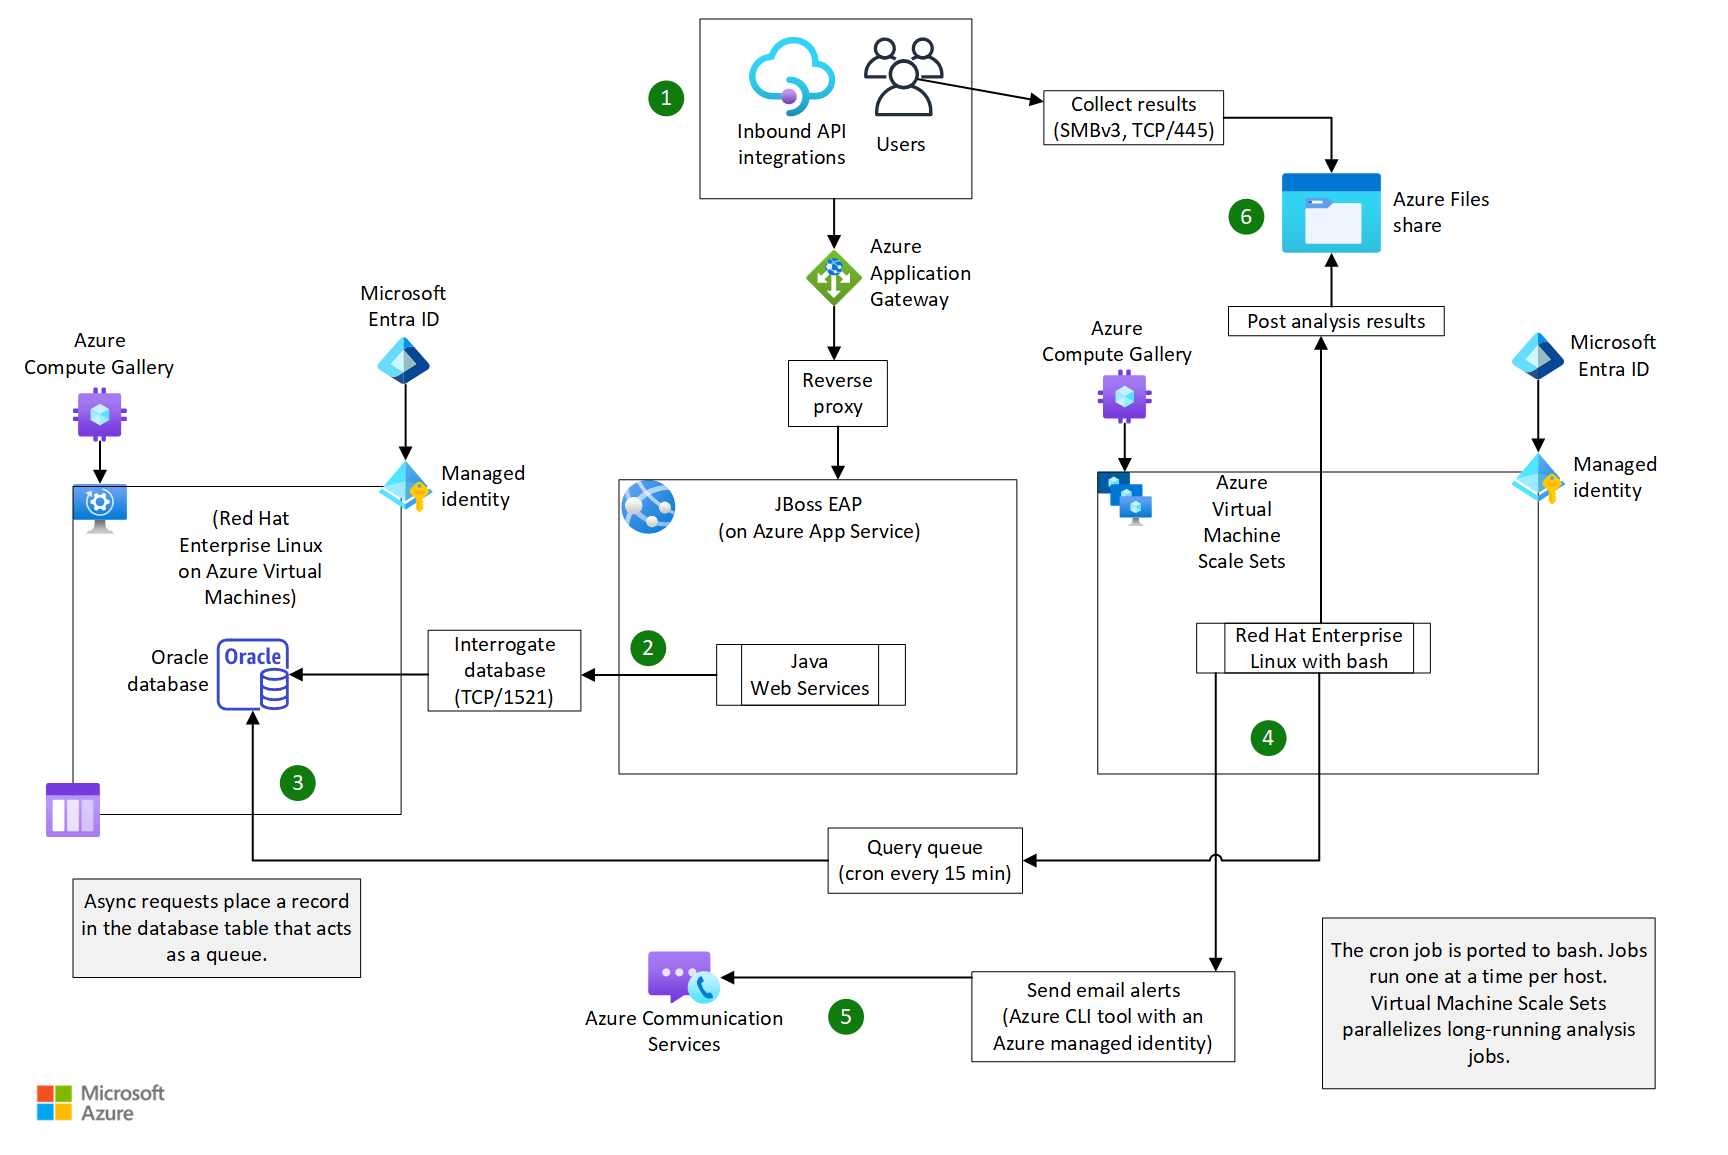 1
Inbound API
integrations
Users
Collect results
(SMBv3, TCP/445)
6
Azure Files
share
Azure
Application
Gateway
Microsoft
Entra ID
Azure
Compute Gallery
Post analysis results
Azure
Compute Gallery
Microsoft
Entra ID
Reverse
proxy
Managed
identity
(Red Hat
Enterprise Linux
on Azure Virtual
Machines)
JBoss EAP
(on Azure App Service)
Azure
Virtual
Machine
Scale Sets
Managed
identity
Oracle
database
Oracle
Interrogate
database
(TCP/1521)
2
Java
Web Services
Red Hat Enterprise
Linux with bash
3
4
Query queue
(cron every 15 min)
Async requests place a record
in the database table that acts
as a queue.
The cron job is ported to bash. Jobs
run one at a time per host.
Virtual Machine Scale Sets
parallelizes long-running analysis
jobs.
Azure Communication
Services
5
Send email alerts
(Azure CLI tool with an
Azure managed identity)
Microsoft
Azure